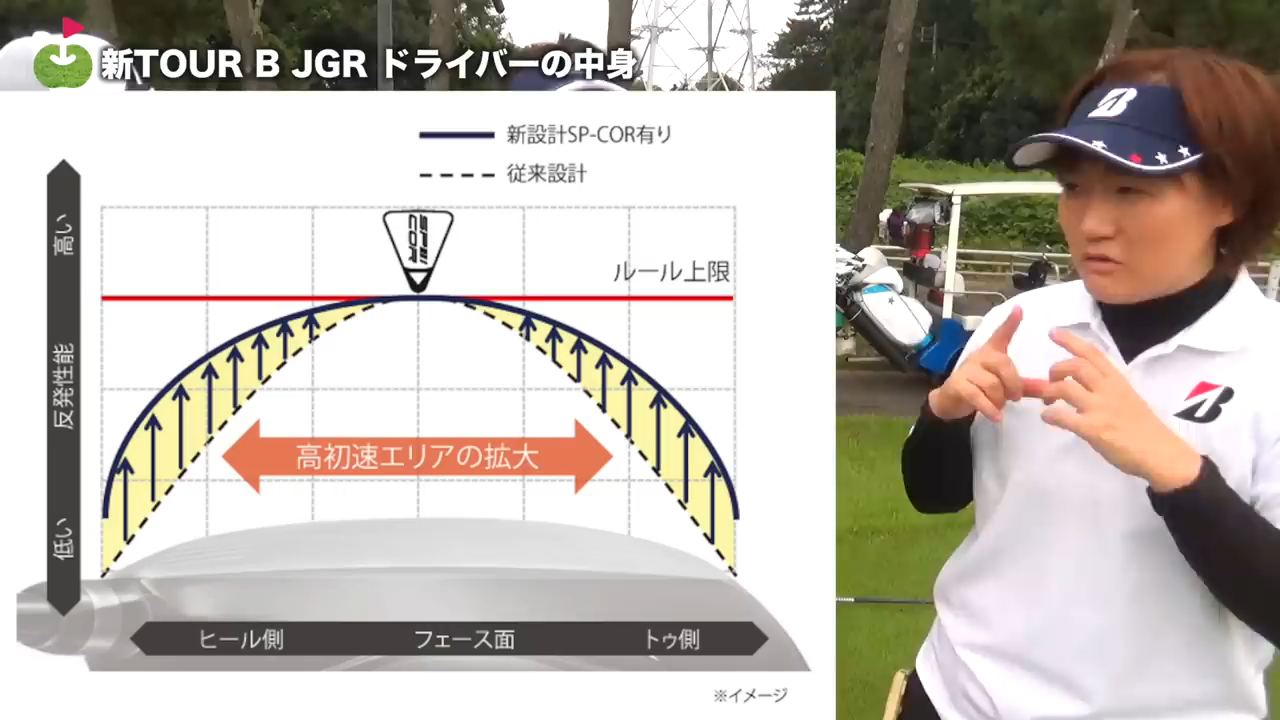 新TOUR B JGR ドライバーの中身
新設計SP-COR有り
従来設計
高い
反発性能
低い
SP-COR
ルール上限
高初速エリアの拡大
ヒール側
フェース面
トゥ側
※イメージ
B
B